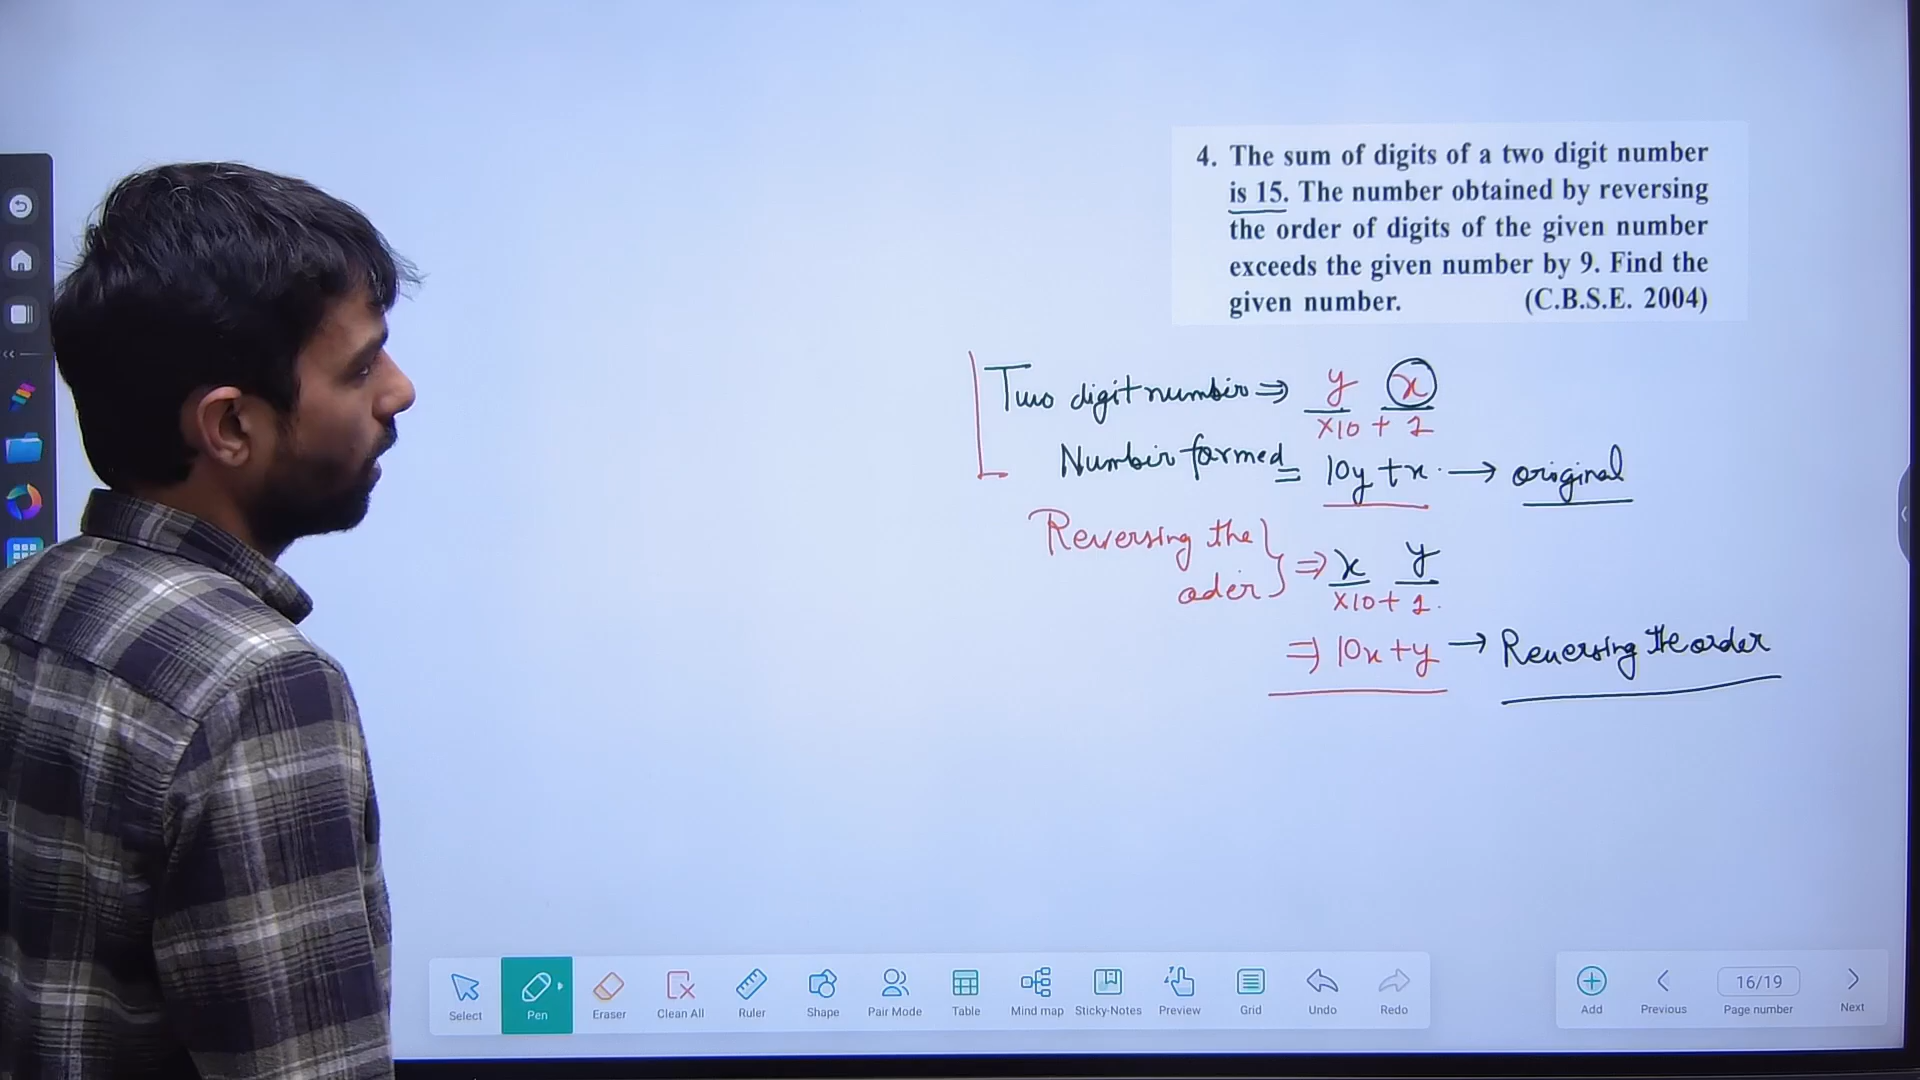 4. The sum of digits of a two digit number
is 15. The number obtained by reversing
the order of digits of the given number
exceeds the given number by 9. Find the
given number. (C.B.S.E. 2004)
Two digit number ⇒ y x
×10 + 1
Number formed = 10y + x. → original
Reversing the
oder } ⇒ x y
×10 + 1.
⇒ 10x + y → Reversing the order
Select
Pen
Eraser
Clean All
Ruler
Shape
Pair Mode
Table
Mind map
Sticky-Notes
Preview
Grid
Undo
Redo
Add
Previous
16/19
Page number
Next